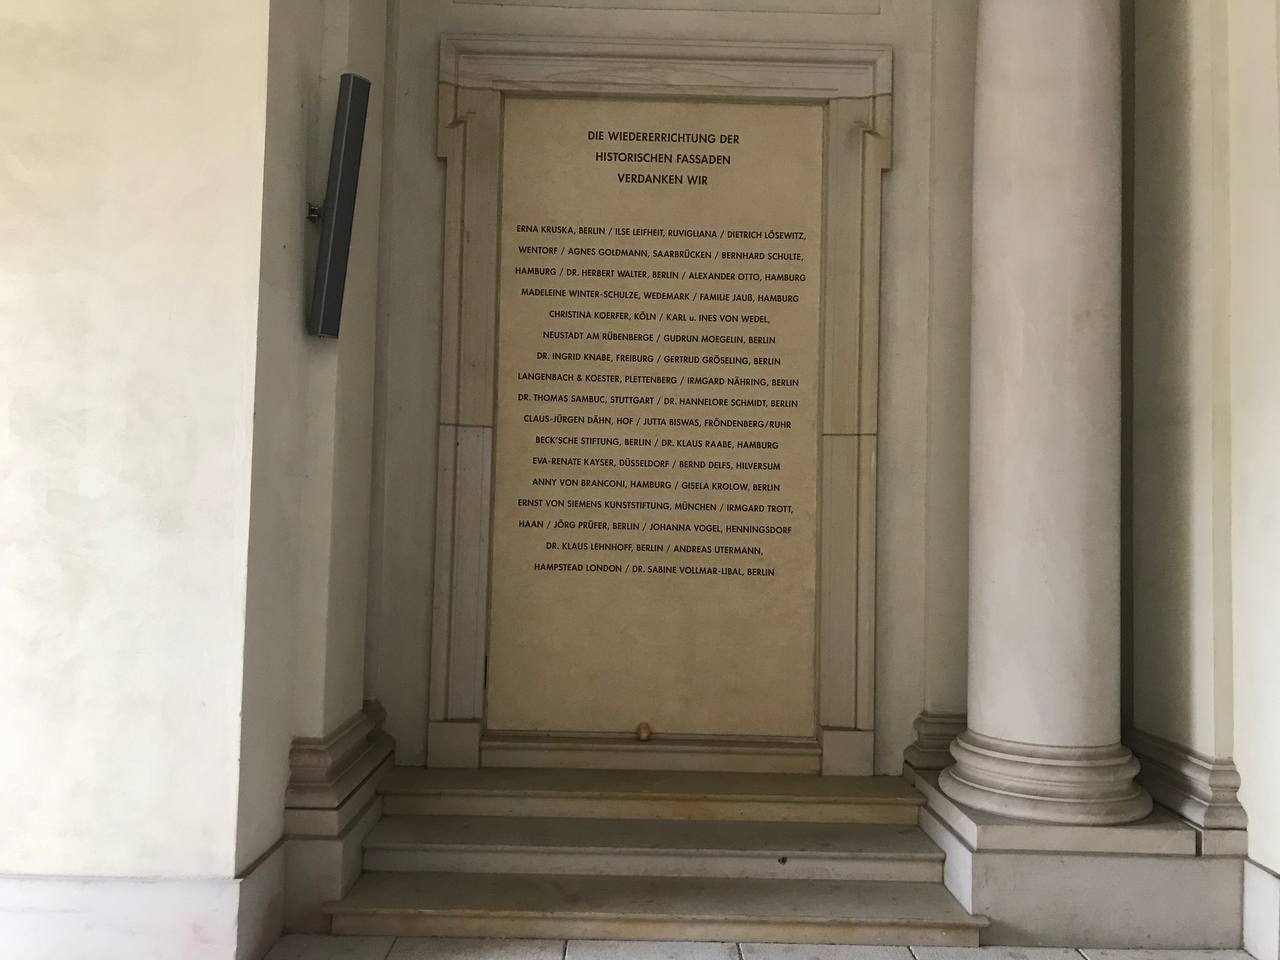 DIE WIEDERERRICHTUNG DER
HISTORISCHEN FASSADEN
VERDANKEN WIR
ERNA KRUSKA, BERLIN / ILSE LEIFHEIT, RUVIGLIANA / DIETRICH LÖSEWITZ,
WENTORF / AGNES GOLDMANN, SAARBRÜCKEN / BERNHARD SCHULTE,
HAMBURG / DR. HERBERT WALTER, BERLIN / ALEXANDER OTTO, HAMBURG
MADELEINE WINTER-SCHULZE, WEDEMARK / FAMILIE JAUß, HAMBURG
CHRISTINA KOERFER, KÖLN / KARL u. INES VON WEDEL,
NEUSTADT AM RÜBENBERGE / GUDRUN MOEGELIN, BERLIN
DR. INGRID KNABE, FREIBURG / GERTRUD GRÖSELING, BERLIN
LANGENBACH & KOESTER, PLETTENBERG / IRMGARD NÄHRING, BERLIN
DR. THOMAS SAMBUC, STUTTGART / DR. HANNELORE SCHMIDT, BERLIN
CLAUS-JÜRGEN DÄHN, HOF / JUTTA BISWAS, FRÖNDENBERG/RUHR
BECK'SCHE STIFTUNG, BERLIN / DR. KLAUS RAABE, HAMBURG
EVA-RENATE KAYSER, DÜSSELDORF / BERND DELFS, HILVERSUM
ANNY VON BRANCONI, HAMBURG / GISELA KROLOW, BERLIN
ERNST VON SIEMENS KUNSTSTIFTUNG, MÜNCHEN / IRMGARD TROTT,
HAAN / JÖRG PRÜFER, BERLIN / JOHANNA VOGEL, HENNINGSDORF
DR. KLAUS LEHNHOFF, BERLIN / ANDREAS UTERMANN,
HAMPSTEAD LONDON / DR. SABINE VOLLMAR-LIBAL, BERLIN